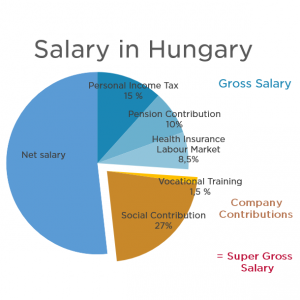 Salary in Hungary
Personal Income Tax
15 %
Gross Salary
Pension Contribution
10%
Health Insurance
Labour Market
8,5%
Net salary
Vocational Training
1,5 %
Company
Contributions
Social Contribution
27%
= Super Gross
Salary